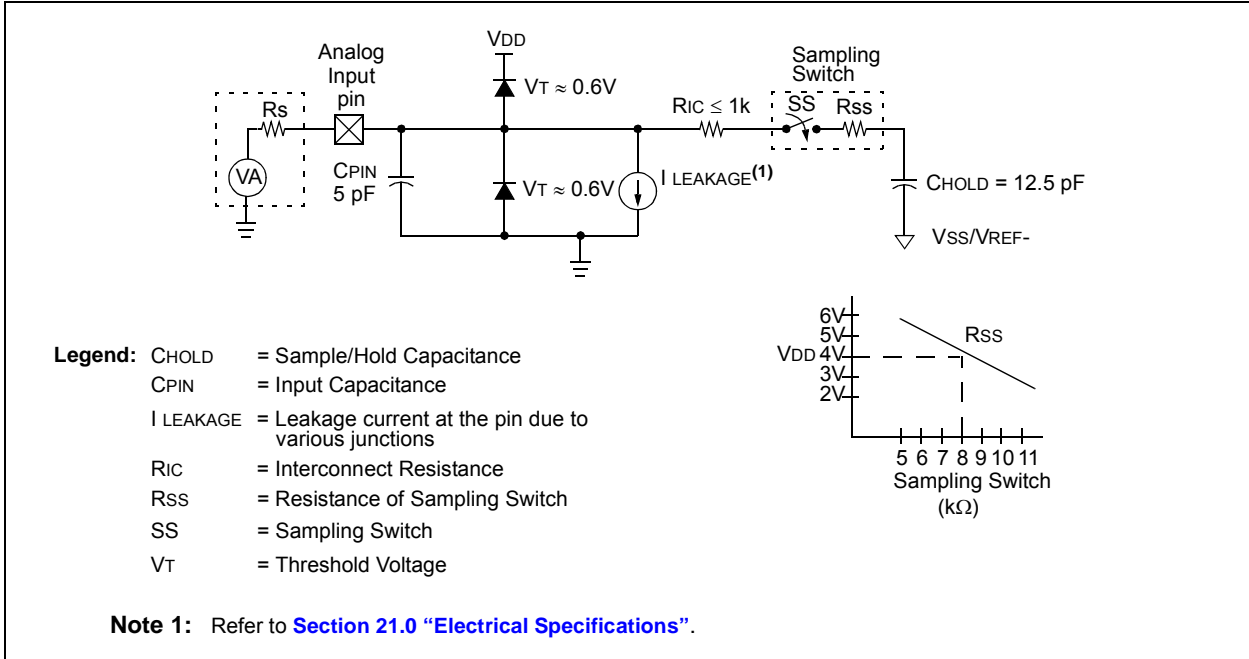 VDD
Analog
Input
pin
Sampling
Switch
VT ≈ 0.6V
Rs
RIC ≤ 1k
SS
Rss
VA
CPIN
5 pF
VT ≈ 0.6V
I LEAKAGE(1)
CHOLD = 12.5 pF
VSS/VREF-
6V
5V
VDD 4V
3V
2V
RSS
5 6 7 8 9 10 11
Sampling Switch
(kΩ)
Legend: CHOLD = Sample/Hold Capacitance
CPIN = Input Capacitance
I LEAKAGE = Leakage current at the pin due to
various junctions
RIC = Interconnect Resistance
RSS = Resistance of Sampling Switch
SS = Sampling Switch
VT = Threshold Voltage
Note 1: Refer to Section 21.0 “Electrical Specifications”.